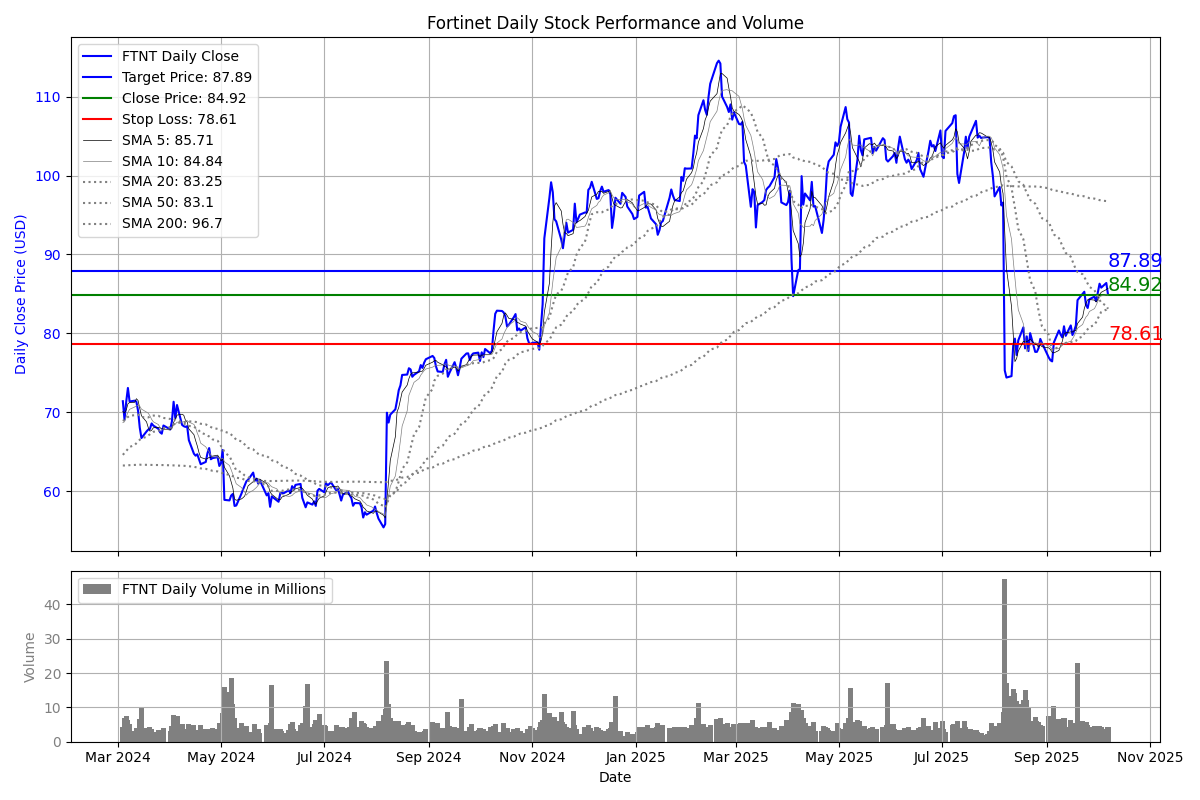 Fortinet Daily Stock Performance and Volume
FTNT Daily Close
Target Price: 87.89
Close Price: 84.92
Stop Loss: 78.61
SMA 5: 85.71
SMA 10: 84.84
SMA 20: 83.25
SMA 50: 83.1
SMA 200: 96.7
Daily Close Price (USD)
110
100
90
80
70
60
87.89
84.92
78.61
FTNT Daily Volume in Millions
Volume
40
30
20
10
0
Mar 2024 May 2024 Jul 2024 Sep 2024 Nov 2024 Jan 2025 Mar 2025 May 2025 Jul 2025 Sep 2025 Nov 2025
Date